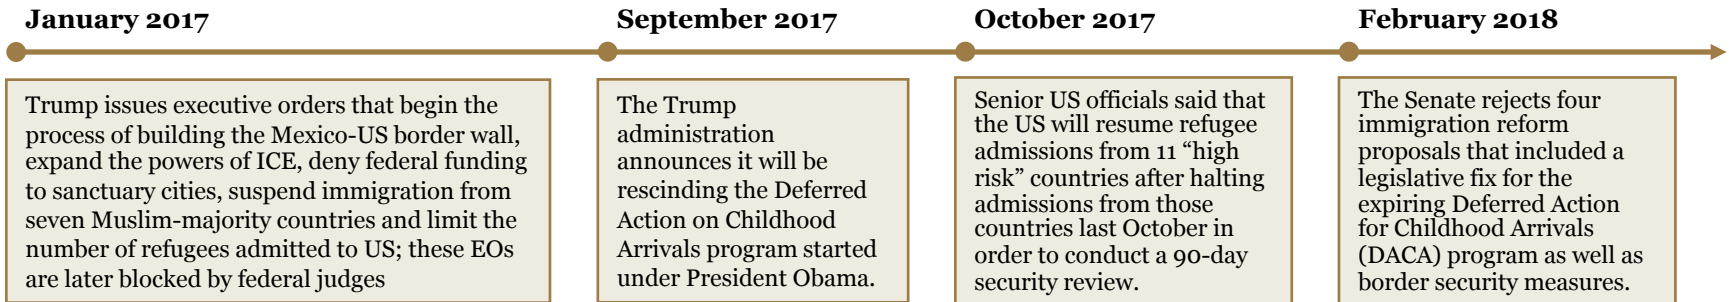 January 2017
Trump issues executive orders that begin the
process of building the Mexico-US border wall,
expand the powers of ICE, deny federal funding
to sanctuary cities, suspend immigration from
seven Muslim-majority countries and limit the
number of refugees admitted to US; these EOs
are later blocked by federal judges
September 2017
The Trump
administration
announces it will be
rescinding the Deferred
Action on Childhood
Arrivals program started
under President Obama.
October 2017
Senior US officials said that
the US will resume refugee
admissions from 11 “high
risk” countries after halting
admissions from those
countries last October in
order to conduct a 90-day
security review.
February 2018
The Senate rejects four
immigration reform
proposals that included a
legislative fix for the
expiring Deferred Action
for Childhood Arrivals
(DACA) program as well as
border security measures.